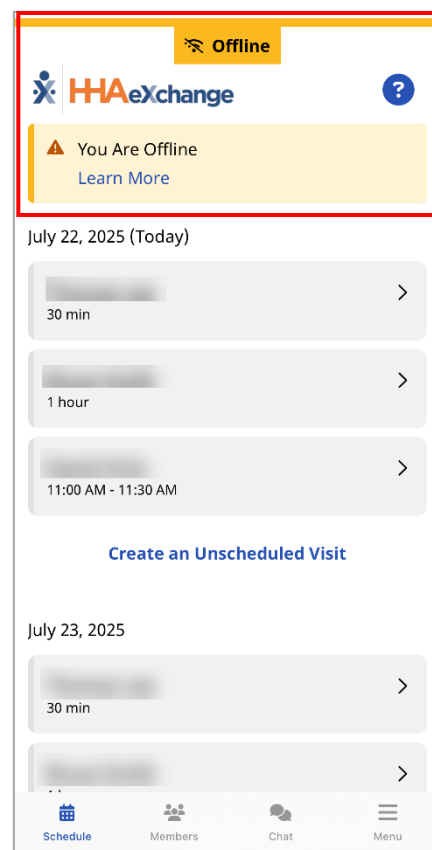 Offline
HHAeXchange
?
You Are Offline
Learn More
July 22, 2025 (Today)
30 min
1 hour
11:00 AM - 11:30 AM
Create an Unscheduled Visit
July 23, 2025
30 min
Schedule Members Chat Menu